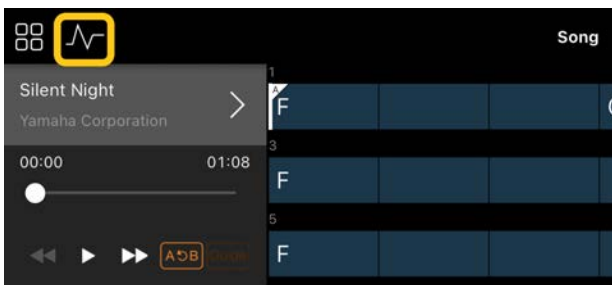 Song
Silent Night
Yamaha Corporation
00:00 01:08
A B
1
A
F
3
F
5
F